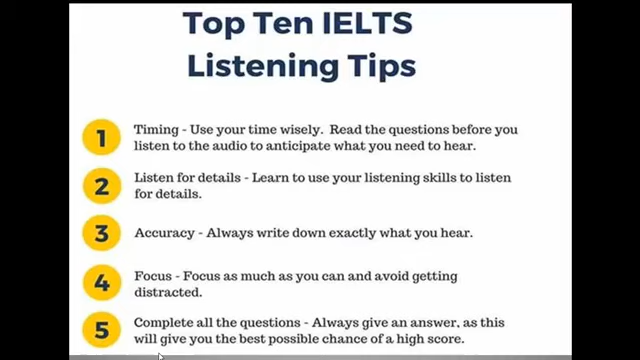 Top Ten IELTS
Listening Tips
1
Timing - Use your time wisely. Read the questions before you
listen to the audio to anticipate what you need to hear.
2
Listen for details - Learn to use your listening skills to listen
for details.
3
Accuracy - Always write down exactly what you hear.
4
Focus - Focus as much as you can and avoid getting
distracted.
5
Complete all the questions - Always give an answer, as this
will give you the best possible chance of a high score.